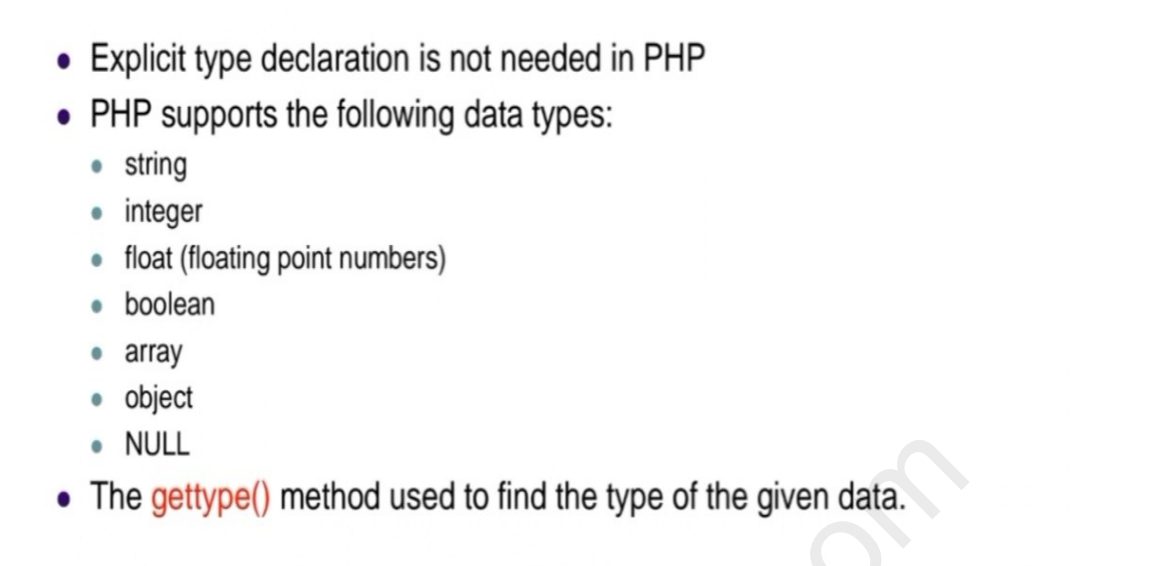 • Explicit type declaration is not needed in PHP
• PHP supports the following data types:
• string
• integer
• float (floating point numbers)
• boolean
• array
• object
• NULL
• The gettype() method used to find the type of the given data.
om